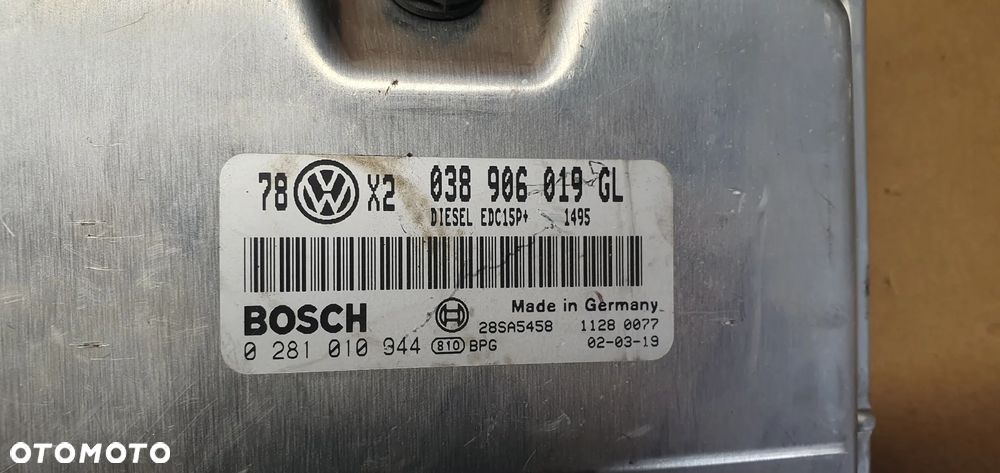 78 VW X2 038 906 019 GL
DIESEL EDC15P+ 1495
BOSCH Made in Germany
28SA5458 1128 0077
0 281 010 944 810 BPG 02-03-19
OTOMOTO